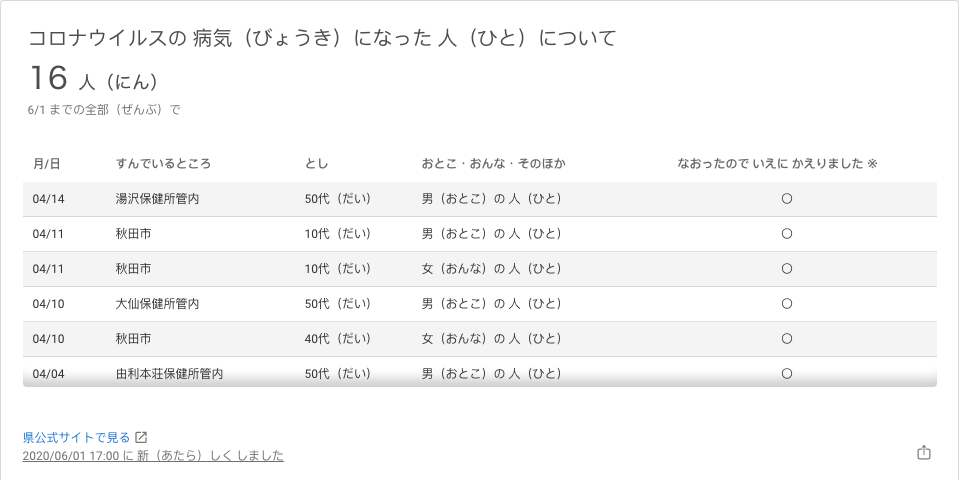 コロナウイルスの 病気（びょうき）になった 人（ひと）について
16 人（にん）
6/1 までの全部（ぜんぶ）で
月/日 すんでいるところ とし おとこ・おんな・そのほか なおったので いえに かえりました ※
04/14 湯沢保健所管内 50代（だい） 男（おとこ）の 人（ひと） 〇
04/11 秋田市 10代（だい） 男（おとこ）の 人（ひと） 〇
04/11 秋田市 10代（だい） 女（おんな）の 人（ひと） 〇
04/10 大仙保健所管内 50代（だい） 男（おとこ）の 人（ひと） 〇
04/10 秋田市 40代（だい） 女（おんな）の 人（ひと） 〇
04/04 由利本荘保健所管内 50代（だい） 男（おとこ）の 人（ひと） 〇
県公式サイトで見る
2020/06/01 17:00 に 新（あたら）しく しました